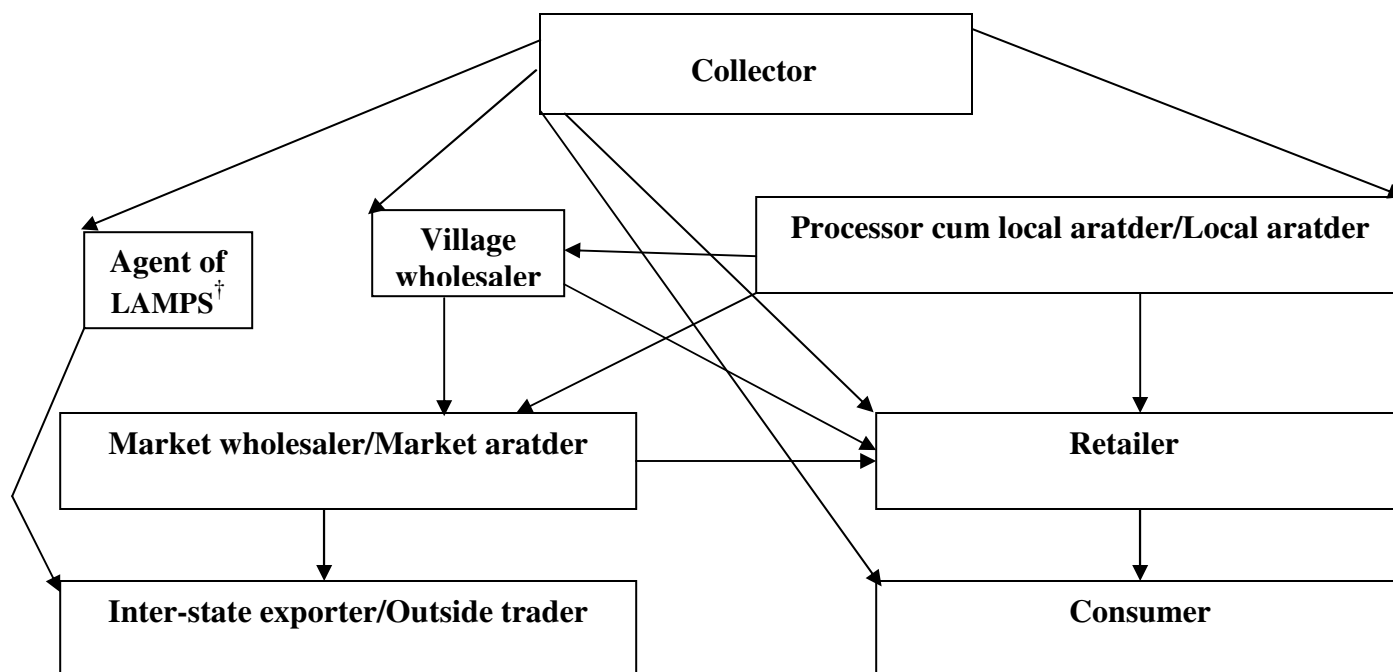 Collector
Processor cum local aratder/Local aratder
Village
wholesaler
Agent of
LAMPS†
Market wholesaler/Market aratder
Retailer
Inter-state exporter/Outside trader
Consumer